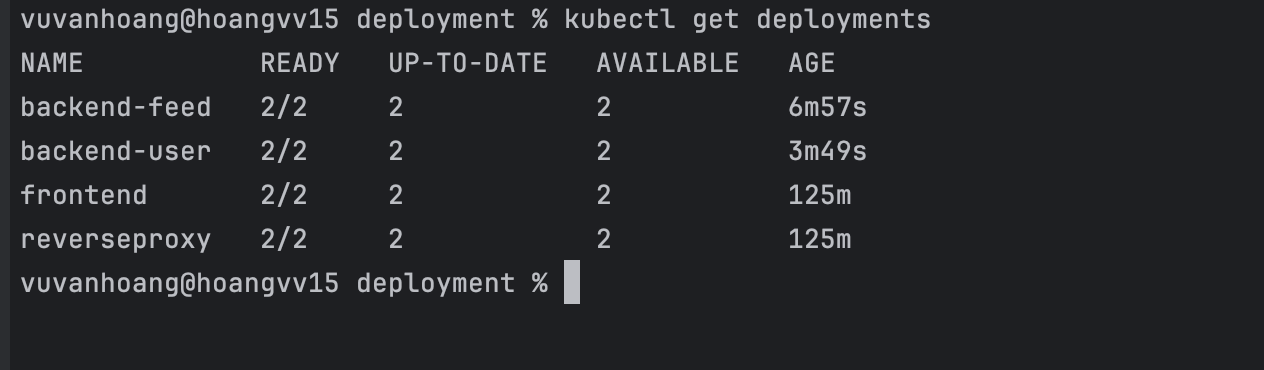 vuvanhoang@hoangvv15 deployment % kubectl get deployments
NAME           READY   UP-TO-DATE   AVAILABLE   AGE
backend-feed   2/2     2            2           6m57s
backend-user   2/2     2            2           3m49s
frontend       2/2     2            2           125m
reverseproxy   2/2     2            2           125m
vuvanhoang@hoangvv15 deployment %